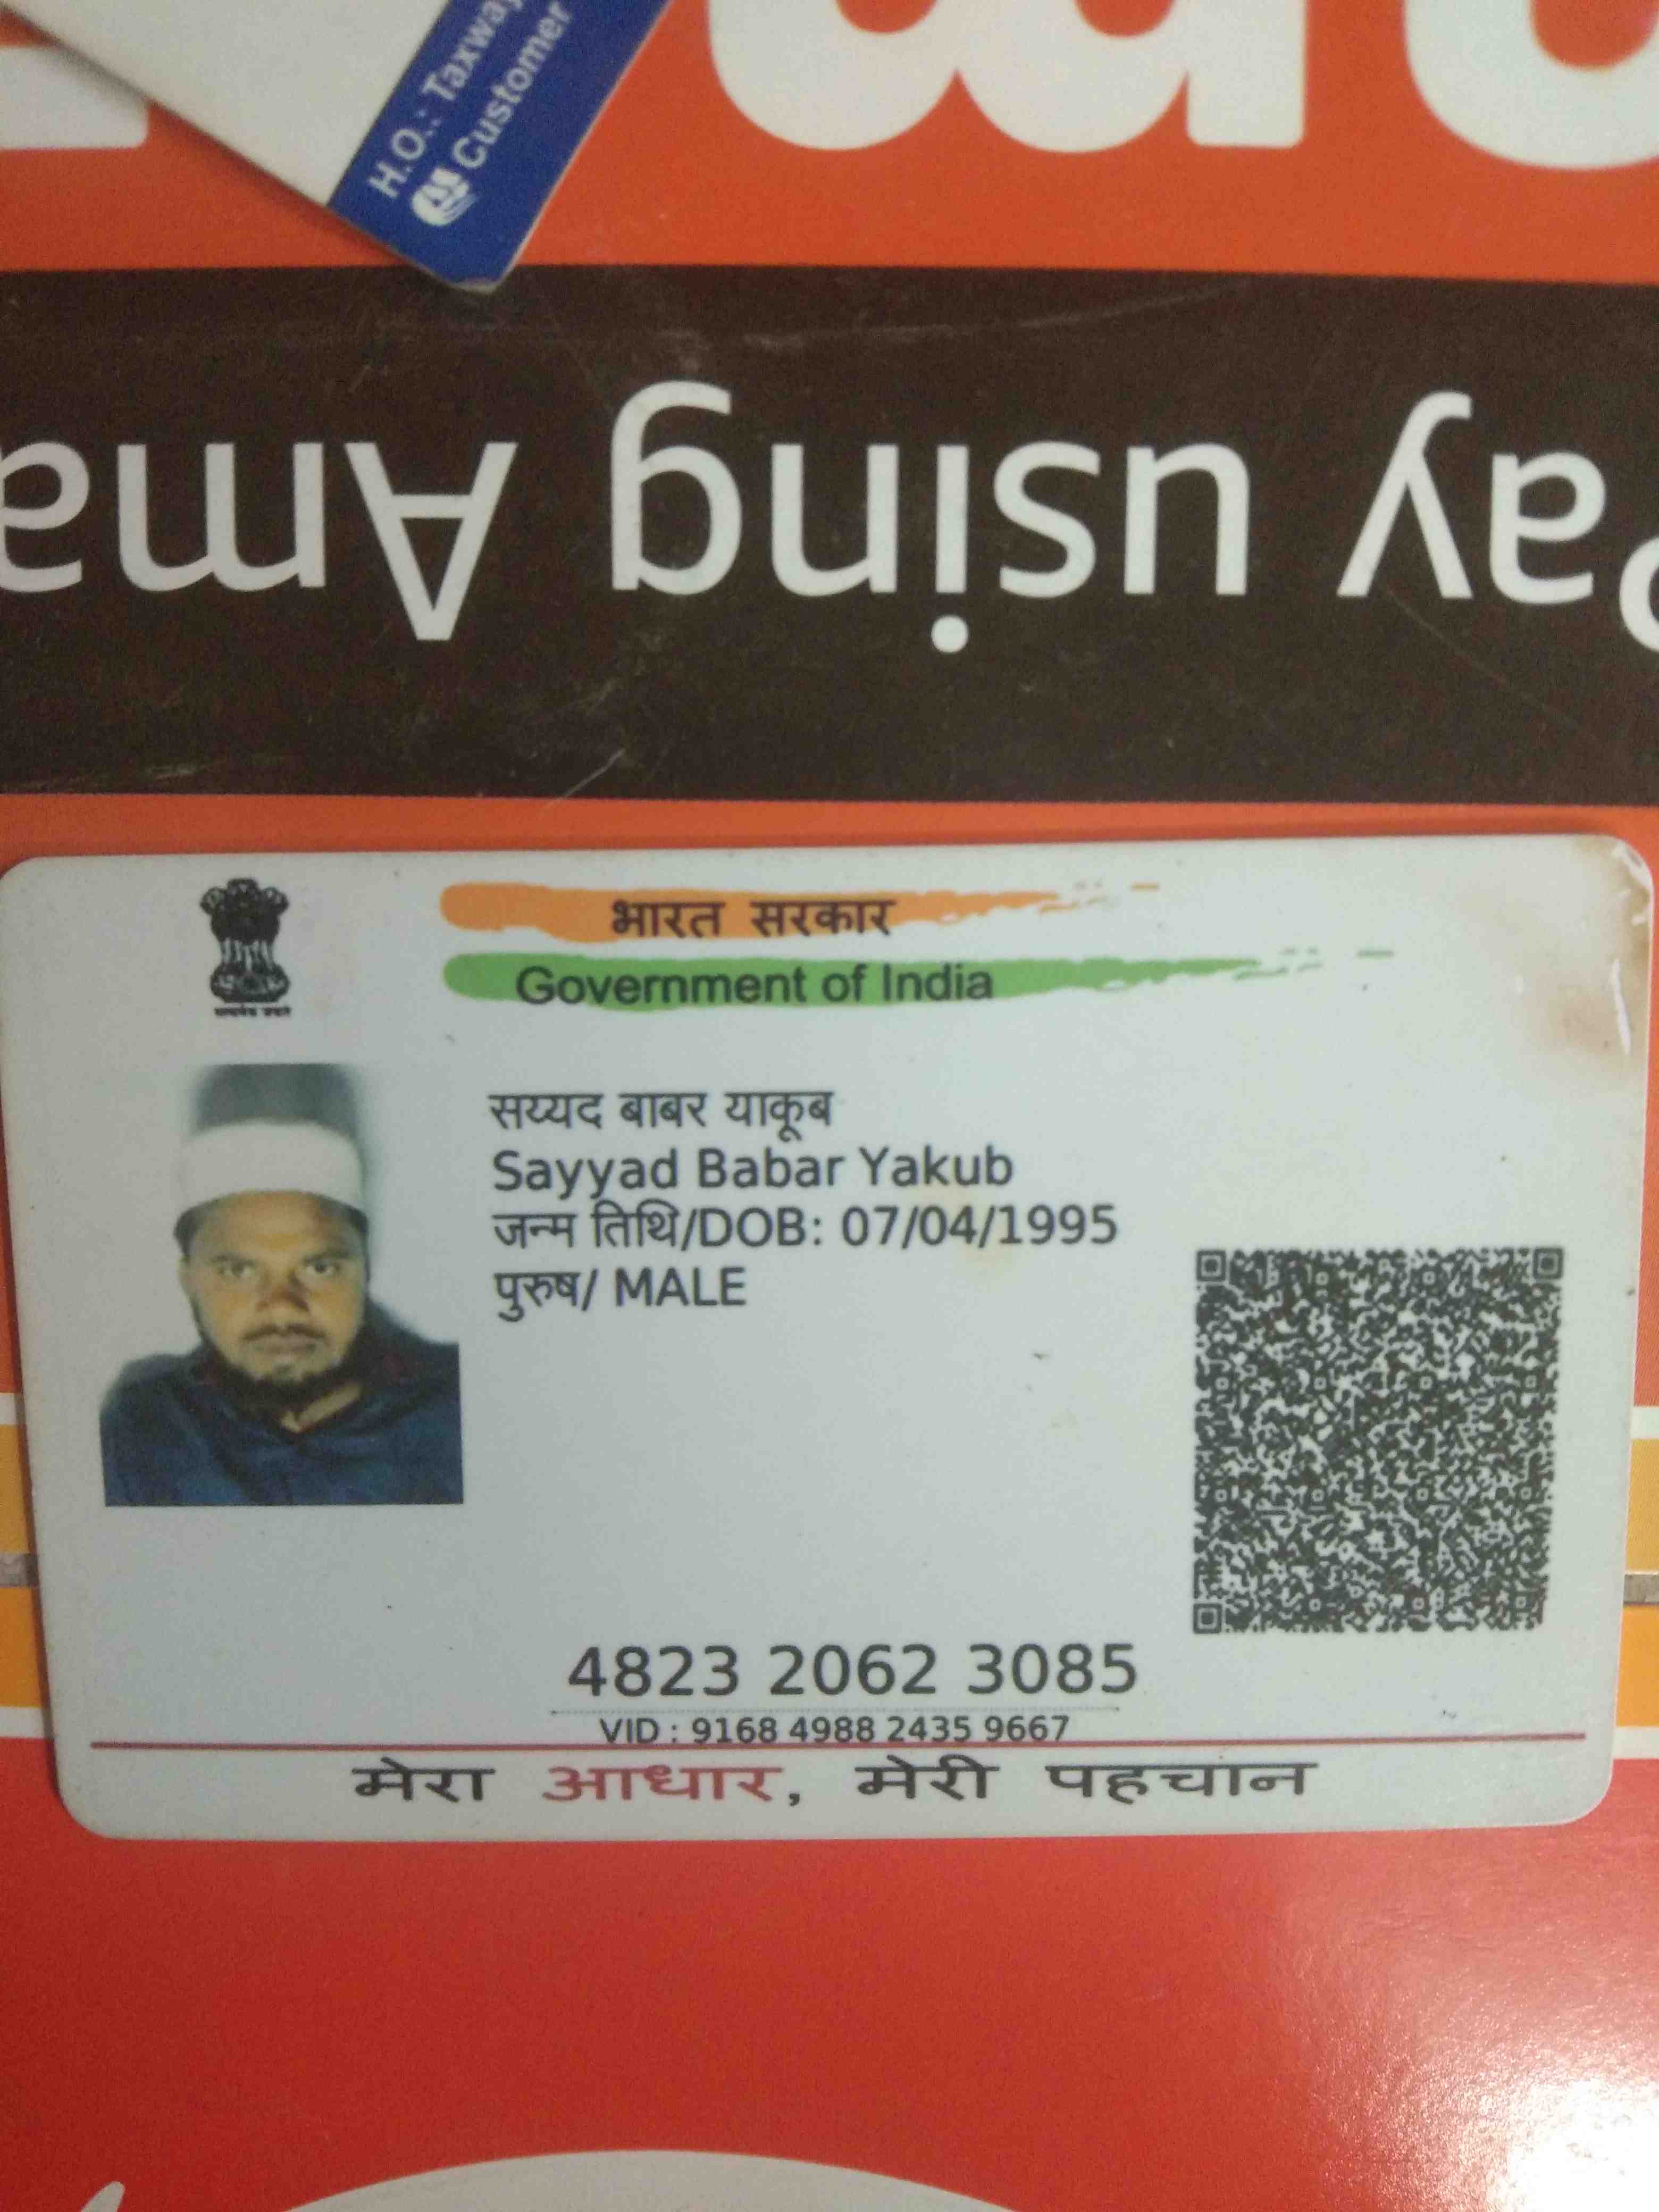 H.O.: Taxway
Customer
Pay using Ama
भारत सरकार
Government of India
सय्यद बाबर याकूब
Sayyad Babar Yakub
जन्म तिथि/DOB: 07/04/1995
पुरुष/ MALE
4823 2062 3085
VID : 9168 4988 2435 9667
मेरा आधार, मेरी पहचान